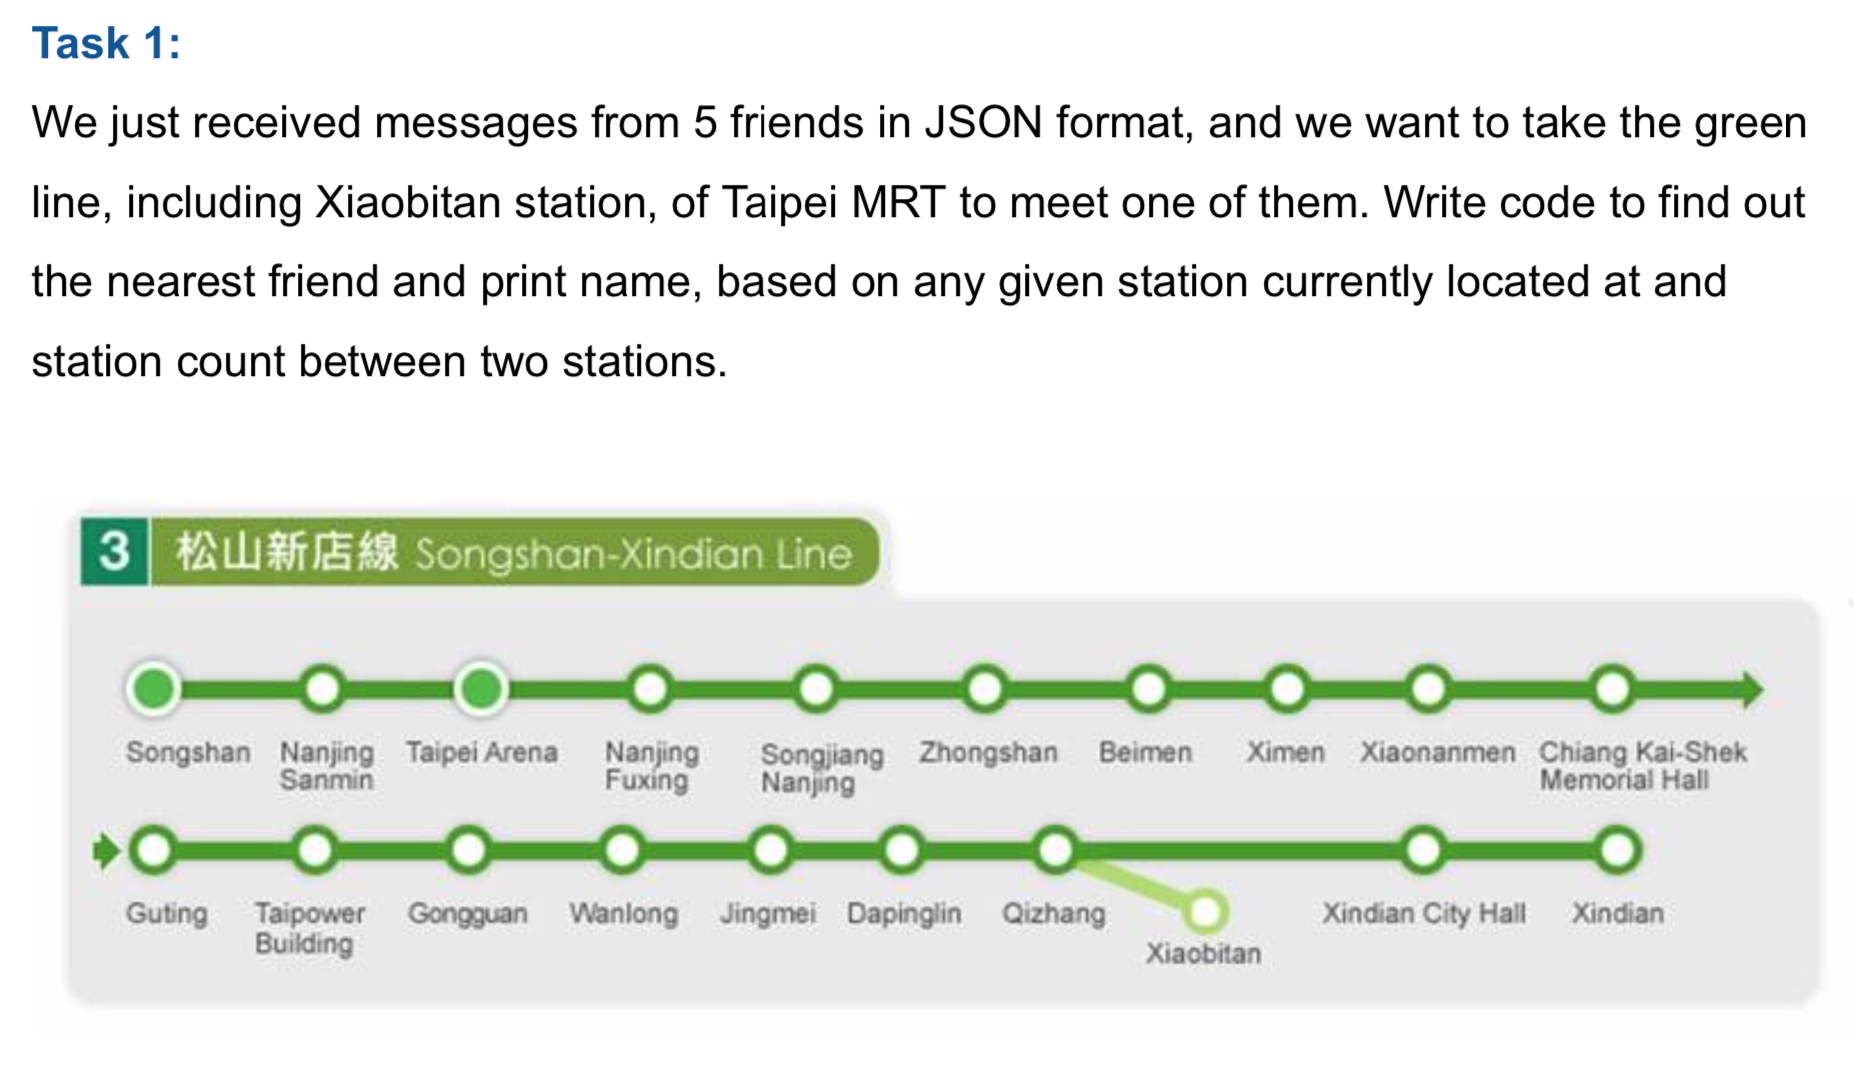 Task 1:
We just received messages from 5 friends in JSON format, and we want to take the green
line, including Xiaobitan station, of Taipei MRT to meet one of them. Write code to find out
the nearest friend and print name, based on any given station currently located at and
station count between two stations.
3 松山新店線 Songshan-Xindian Line
Songshan
Nanjing
Sanmin
Taipei Arena
Nanjing
Fuxing
Songjiang
Nanjing
Zhongshan
Beimen
Ximen
Xiaonanmen
Chiang Kai-Shek
Memorial Hall
Guting
Taipower
Building
Gongguan
Wanlong
Jingmei
Dapinglin
Qizhang
Xiaobitan
Xindian City Hall
Xindian